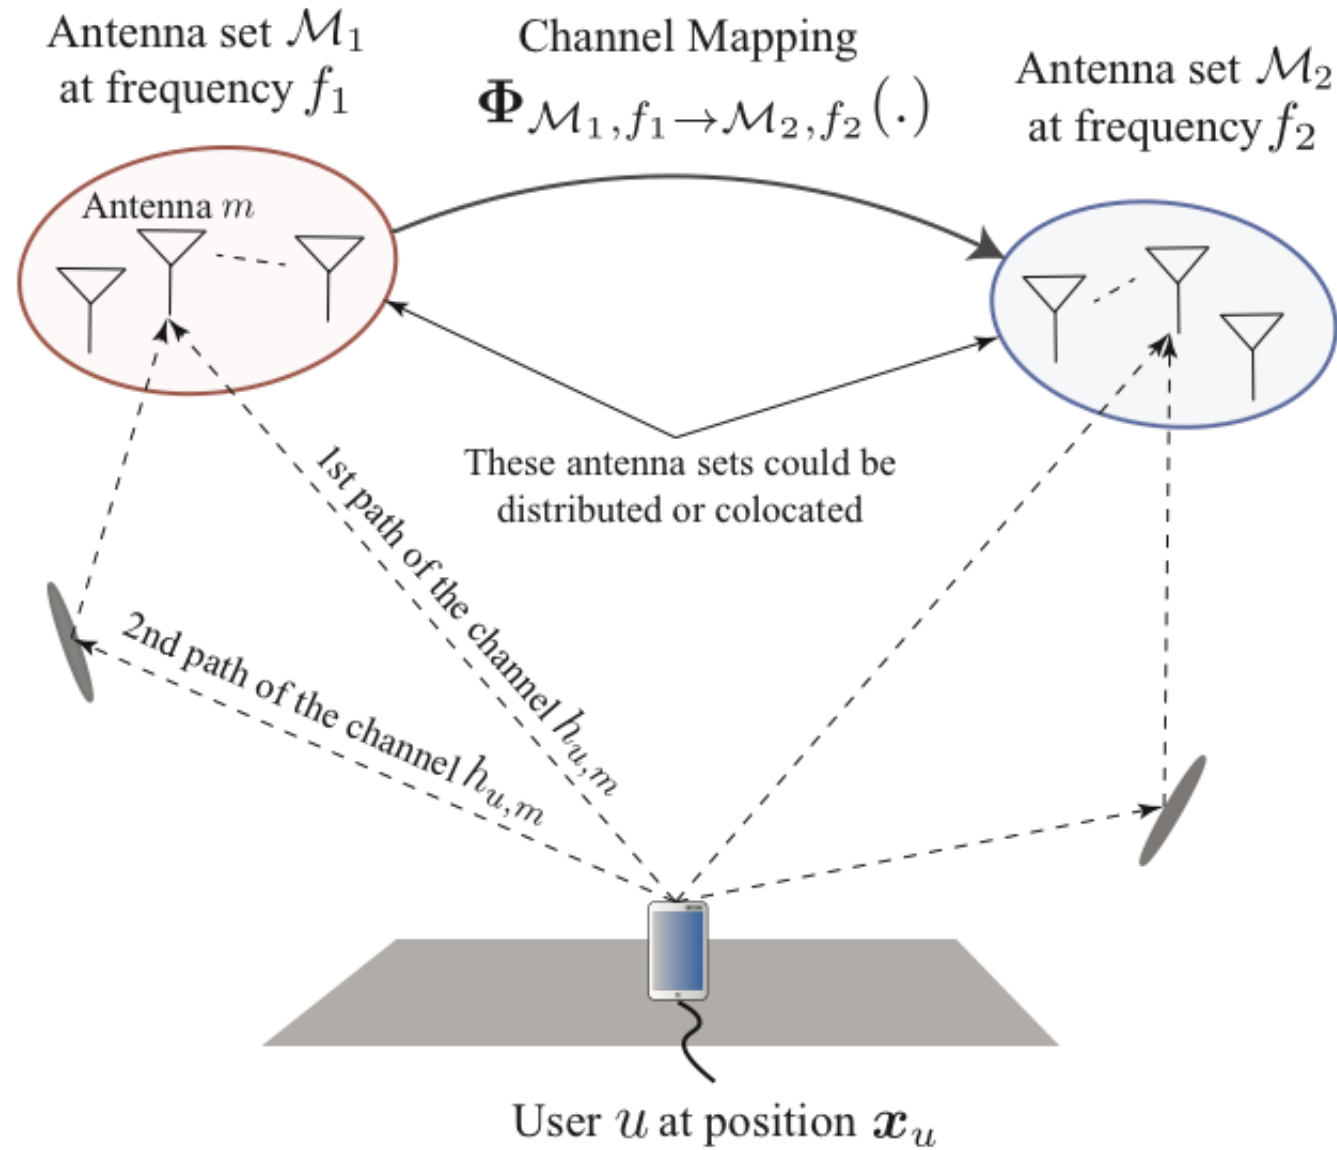 Antenna set ℳ₁
at frequency f₁
Channel Mapping
Φ_{ℳ₁,f₁→ℳ₂,f₂}(.)
Antenna set ℳ₂
at frequency f₂
Antenna m
These antenna sets could be
distributed or colocated
1st path of the channel h_{u,m}
2nd path of the channel h_{u,m}
User u at position x_u